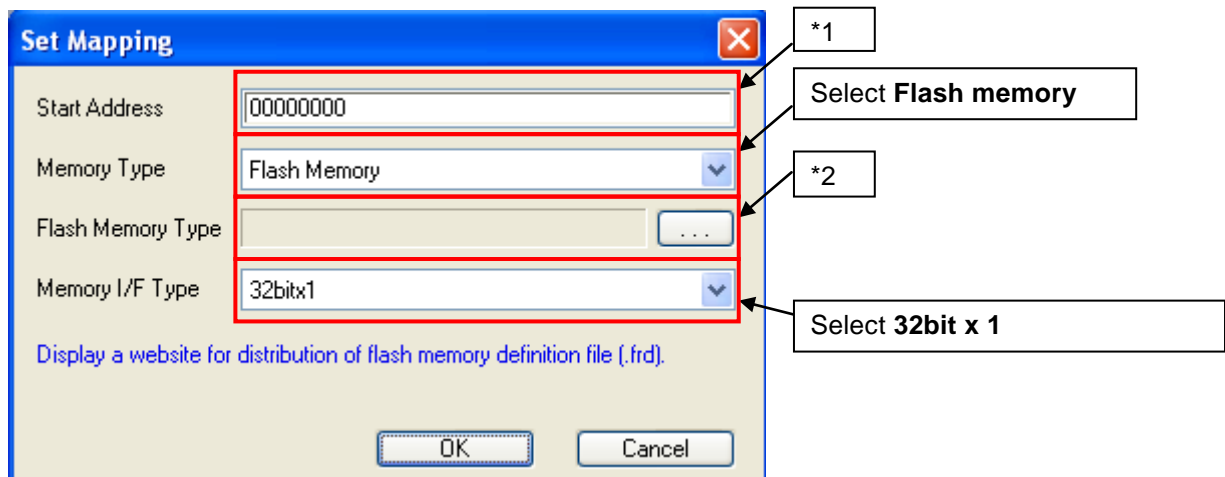 Set Mapping
*1
Start Address
00000000
Select Flash memory
Memory Type
Flash Memory
*2
Flash Memory Type
...
Memory I/F Type
32bitx1
Select 32bit x 1
Display a website for distribution of flash memory definition file (.frd).
OK
Cancel